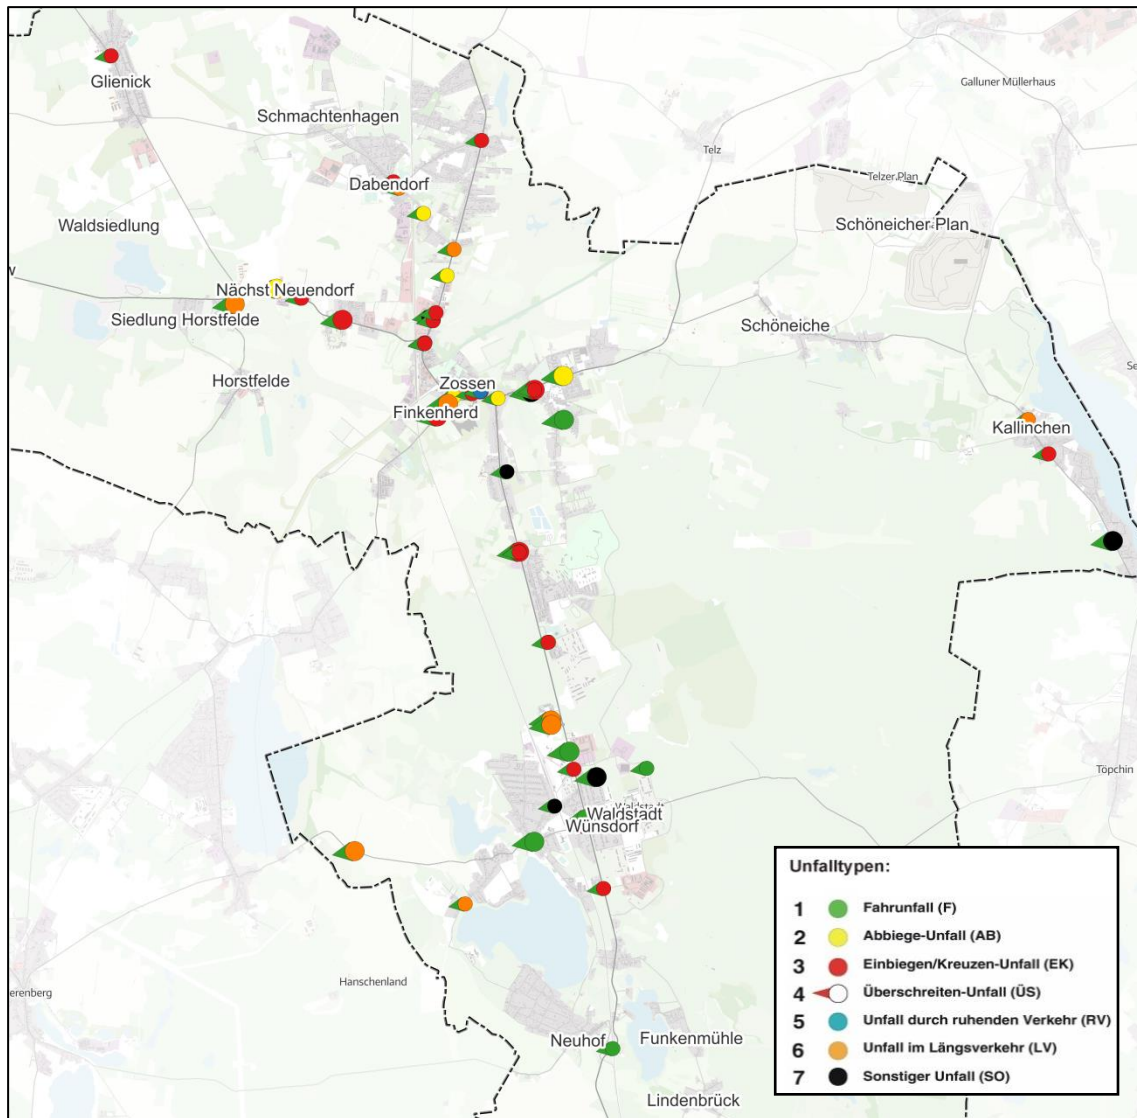 Glienick
Galluner Müllerhaus
Schmachtenhagen
Telz
Dabendorf
Telzer Plan
Waldsiedlung
Schöneicher Plan
Nächst Neuendorf
Siedlung Horstfelde
Schöneiche
Horstfelde
Zossen
Finkenherd
Kallinchen
Töpchin
Waldstadt
Waldstadt
Wünsdorf
Hanschenland
Neuhof
Funkenmühle
Lindenbrück
Unfalltypen:
1 Fahrunfall (F)
2 Abbiege-Unfall (AB)
3 Einbiegen/Kreuzen-Unfall (EK)
4 Überschreiten-Unfall (ÜS)
5 Unfall durch ruhenden Verkehr (RV)
6 Unfall im Längsverkehr (LV)
7 Sonstiger Unfall (SO)